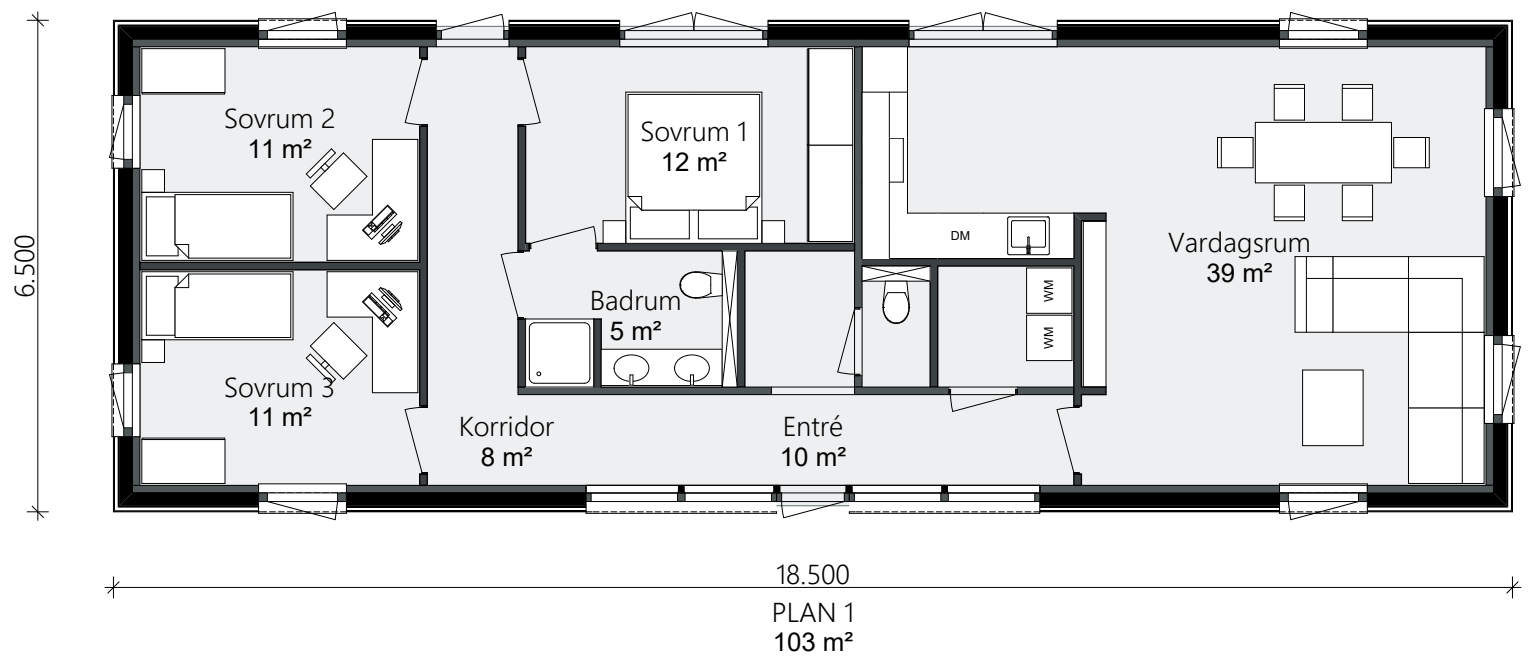 Sovrum 2
11 m²
Sovrum 1
12 m²
DM
Vardagsrum
39 m²
6.500
Badrum
5 m²
WM
WM
Sovrum 3
11 m²
Korridor
8 m²
Entré
10 m²
18.500
PLAN 1
103 m²